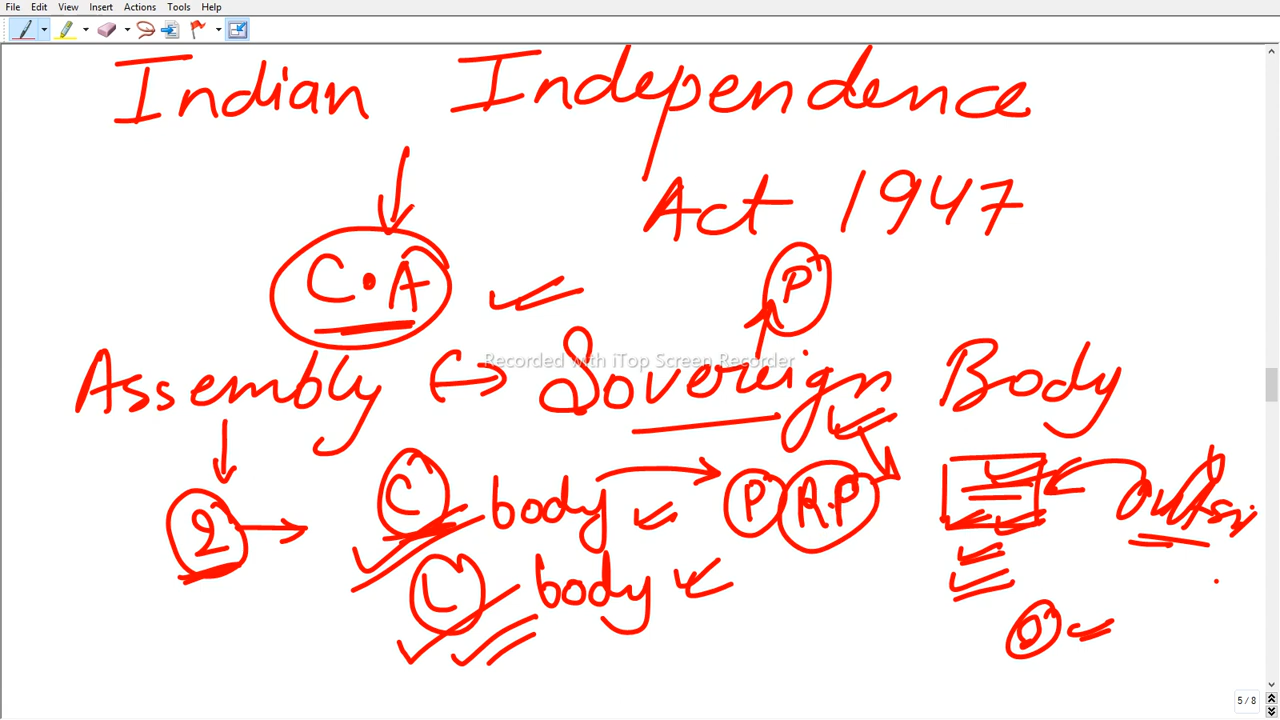 File Edit View Insert Actions Tools Help
Indian Independence
Act 1947
C.A
P
Recorded with iTop Screen Recorder
Assembly ↔ Sovereign Body
2 → C body → P R.P
L body
5 / 8